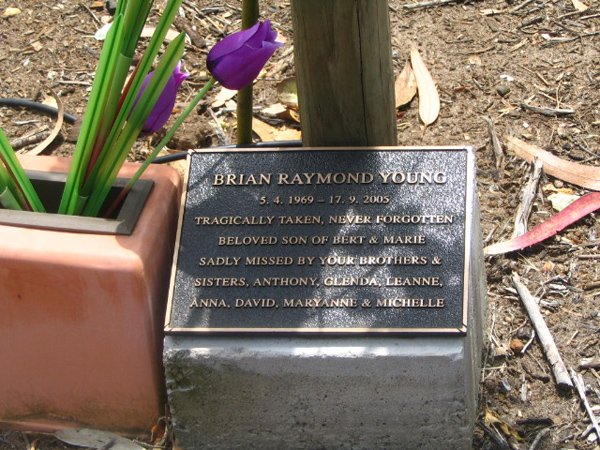 BRIAN RAYMOND YOUNG
5. 4. 1969 – 17. 9. 2005
TRAGICALLY TAKEN, NEVER FORGOTTEN
BELOVED SON OF BERT & MARIE
SADLY MISSED BY YOUR BROTHERS &
SISTERS, ANTHONY, GLENDA, LEANNE,
ANNA, DAVID, MARYANNE & MICHELLE